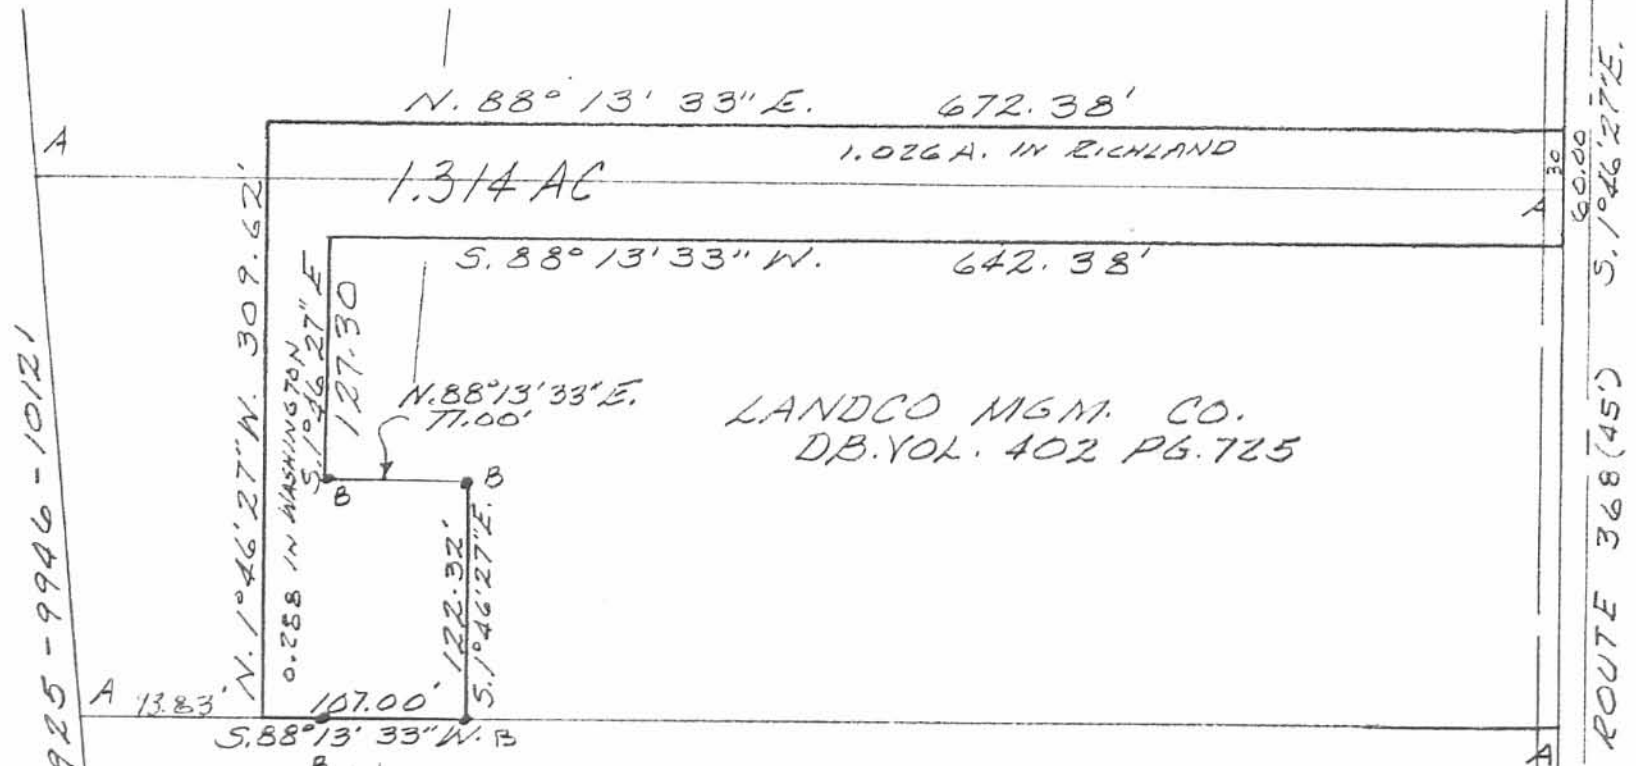 N. 88° 13' 33" E. 672.38'
A
1.026 A. IN RICHLAND
1.314 AC
30
60.00
S. 1°46'27" E.
A
S. 88° 13' 33" W. 642.38'
N. 1°46'27" W. 309.62'
0.288 IN WASHINGTON
S. 1°46'27" E
127.30
N. 88°13'33" E.
77.00'
LANDCO MGM. CO.
DB. VOL. 402 PG. 725
B
B
122.32'
S. 1°46'27" E.
925-9946-10121
ROUTE 368 (45')
A
107.00'
S. 88°13' 33" W. B
B
A